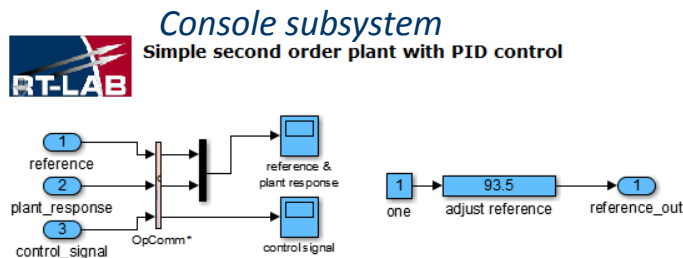 Console subsystem
Simple second order plant with PID control
RT-LAB
1
reference
2
plant_response
3
control_signal
OpComm*
reference &
plant response
control signal
1
one
93.5
adjust reference
1
reference_out